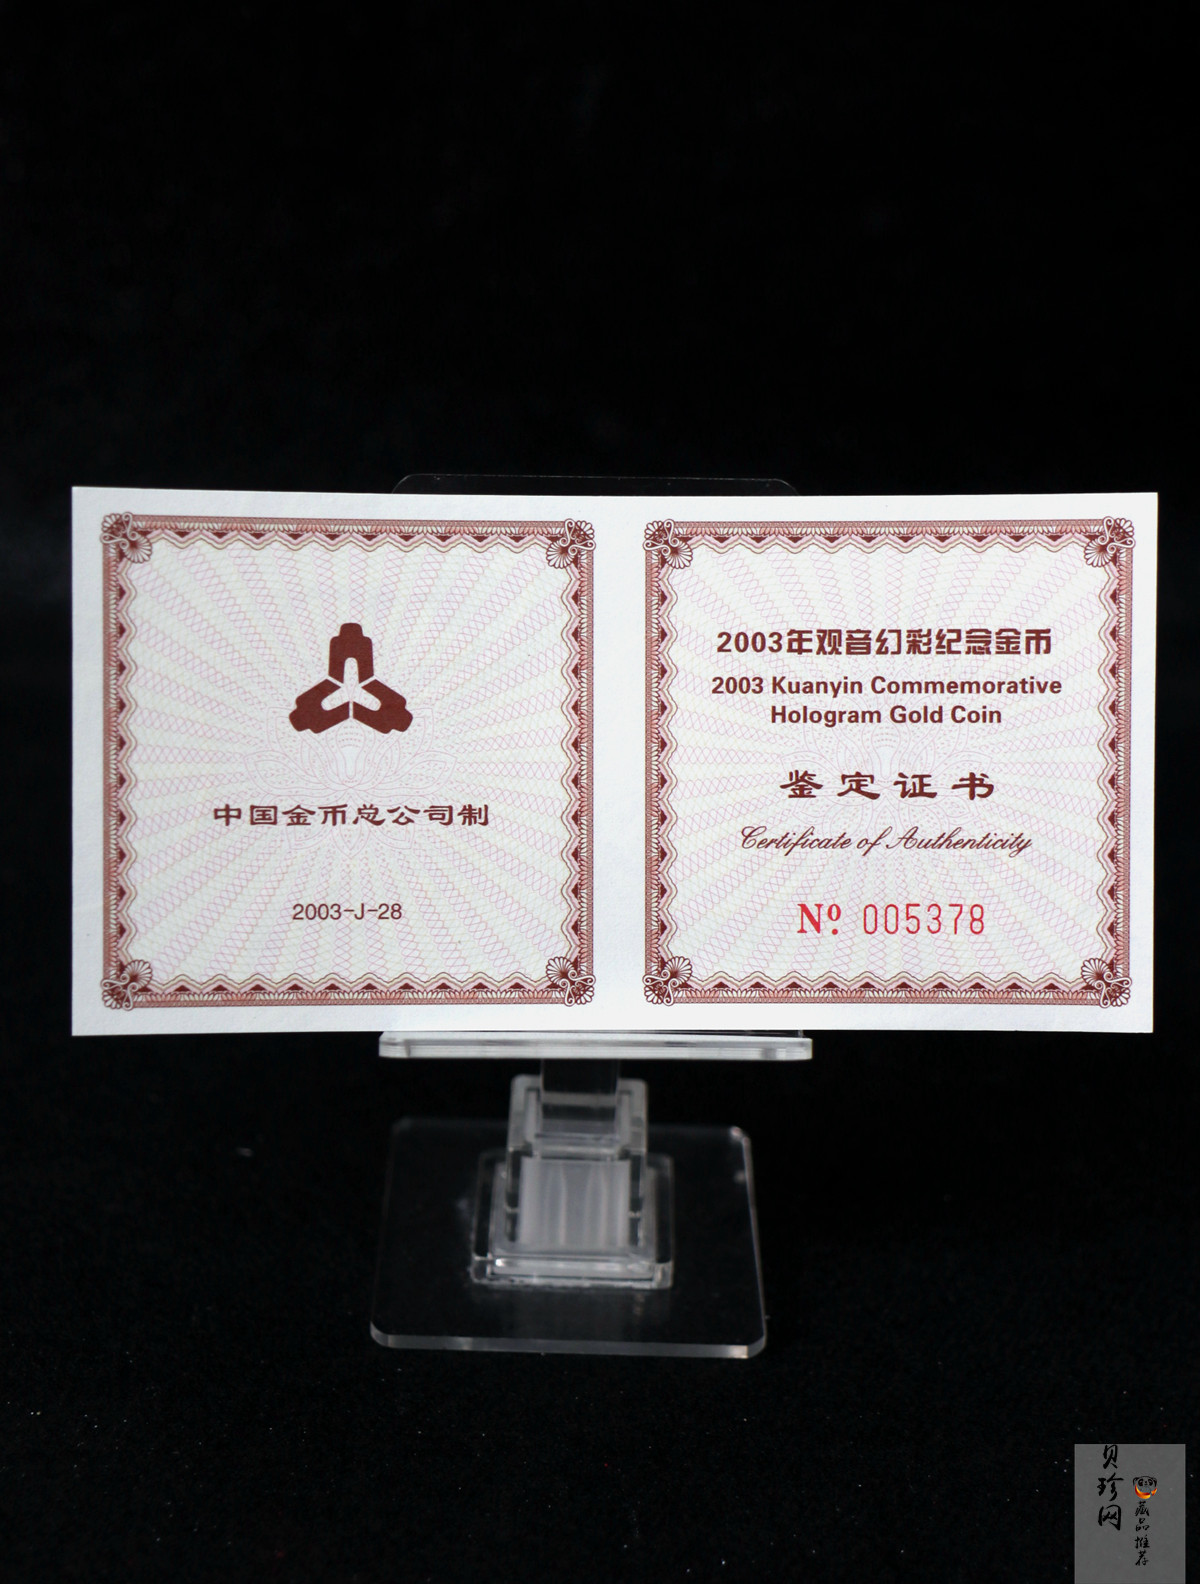 中国金币总公司制
2003-J-28
2003年观音幻彩纪念金币
2003 Kuanyin Commemorative
Hologram Gold Coin
鉴定证书
Certificate of Authenticity
Nº 005378
贝珍网
藏品推荐